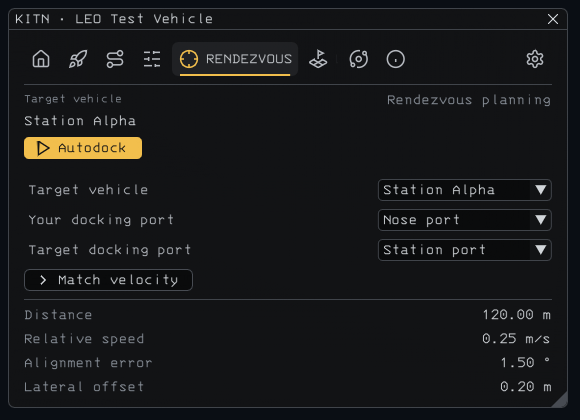 KITN · LEO Test Vehicle
RENDEZVOUS
Target vehicle
Rendezvous planning
Station Alpha
Autodock
Target vehicle
Station Alpha
Your docking port
Nose port
Target docking port
Station port
Match velocity
Distance
120.00 m
Relative speed
0.25 m/s
Alignment error
1.50 °
Lateral offset
0.20 m